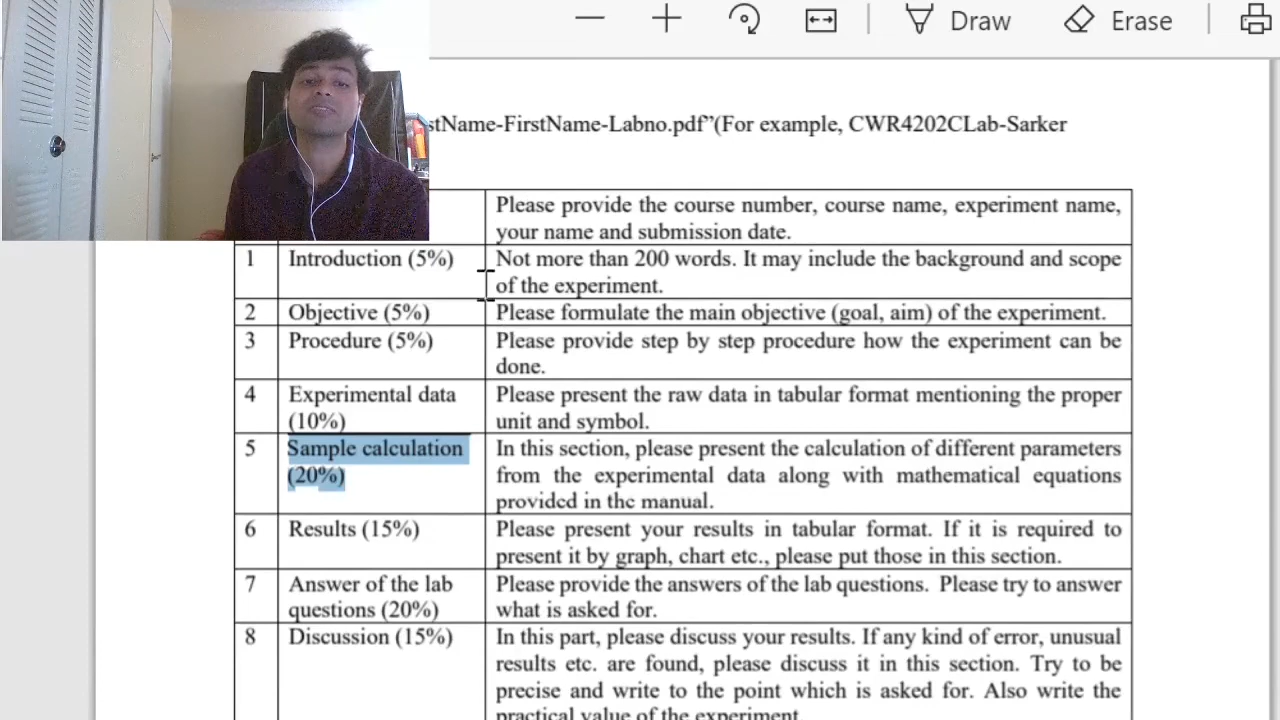 Draw
Erase
stName-FirstName-Labno.pdf”(For example, CWR4202CLab-Sarker
Please provide the course number, course name, experiment name,
your name and submission date.
1 Introduction (5%) Not more than 200 words. It may include the background and scope
of the experiment.
2 Objective (5%) Please formulate the main objective (goal, aim) of the experiment.
3 Procedure (5%) Please provide step by step procedure how the experiment can be
done.
4 Experimental data Please present the raw data in tabular format mentioning the proper
(10%) unit and symbol.
5 Sample calculation In this section, please present the calculation of different parameters
(20%) from the experimental data along with mathematical equations
provided in the manual.
6 Results (15%) Please present your results in tabular format. If it is required to
present it by graph, chart etc., please put those in this section.
7 Answer of the lab Please provide the answers of the lab questions. Please try to answer
questions (20%) what is asked for.
8 Discussion (15%) In this part, please discuss your results. If any kind of error, unusual
results etc. are found, please discuss it in this section. Try to be
precise and write to the point which is asked for. Also write the
practical value of the experiment.